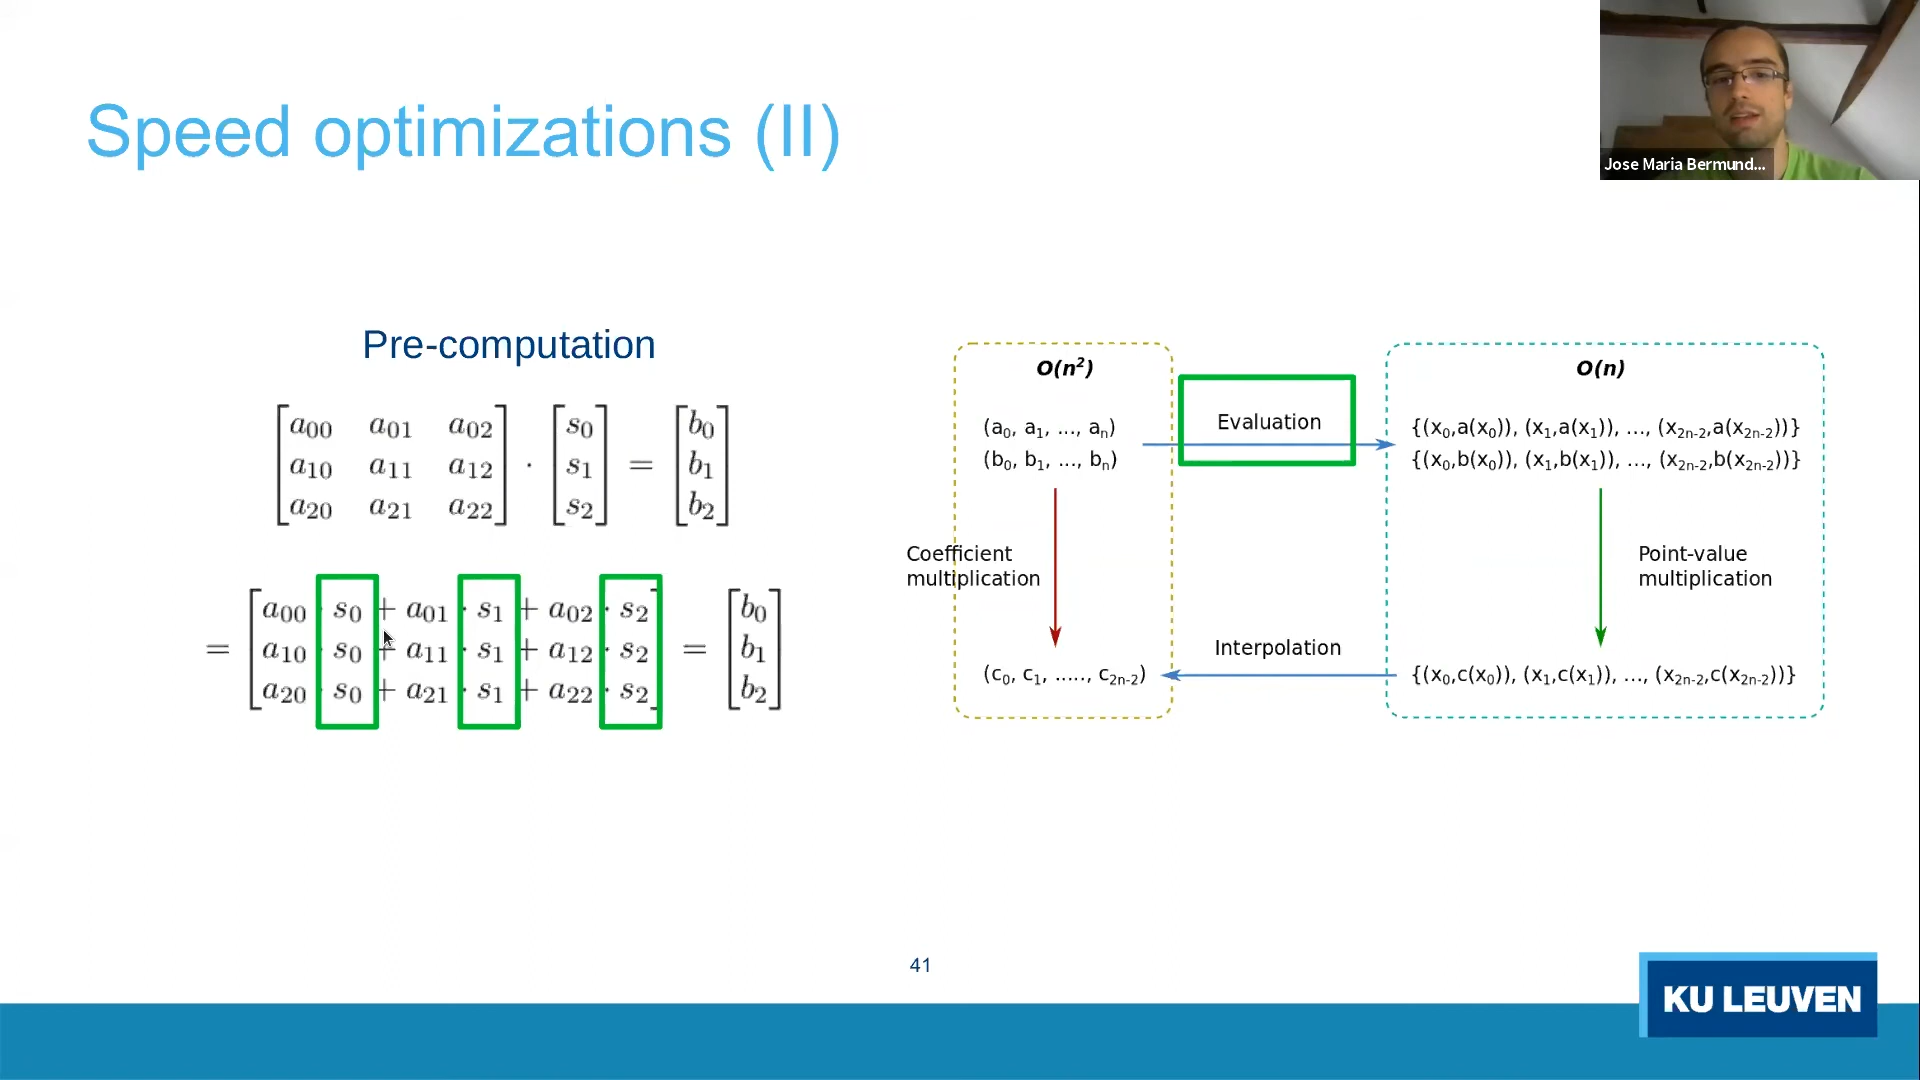 Speed optimizations (II)
Jose Maria Bermund...
Pre-computation
[a00 a01 a02] [s0] [b0]
[a10 a11 a12] · [s1] = [b1]
[a20 a21 a22] [s2] [b2]
[a00 · s0 + a01 · s1 + a02 · s2] [b0]
= [a10 · s0 + a11 · s1 + a12 · s2] = [b1]
[a20 · s0 + a21 · s1 + a22 · s2] [b2]
O(n²)
(a0, a1, ..., an)
(b0, b1, ..., bn)
Evaluation
O(n)
{(x0,a(x0)), (x1,a(x1)), ..., (x2n-2,a(x2n-2))}
{(x0,b(x0)), (x1,b(x1)), ..., (x2n-2,b(x2n-2))}
Coefficient
multiplication
Point-value
multiplication
Interpolation
(c0, c1, ....., c2n-2)
{(x0,c(x0)), (x1,c(x1)), ..., (x2n-2,c(x2n-2))}
41
KU LEUVEN